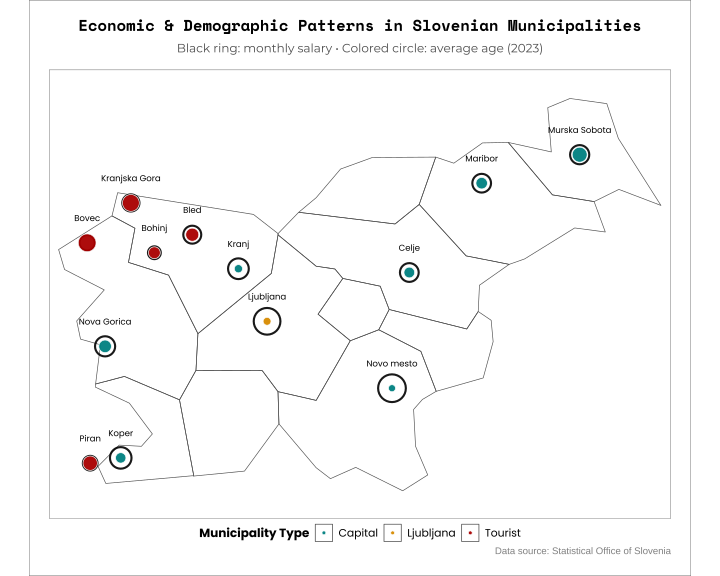 Economic & Demographic Patterns in Slovenian Municipalities
Black ring: monthly salary • Colored circle: average age (2023)
Murska Sobota
Maribor
Kranjska Gora
Bled
Bovec
Bohinj
Kranj
Celje
Ljubljana
Nova Gorica
Novo mesto
Piran
Koper
Municipality Type Capital Ljubljana Tourist
Data source: Statistical Office of Slovenia